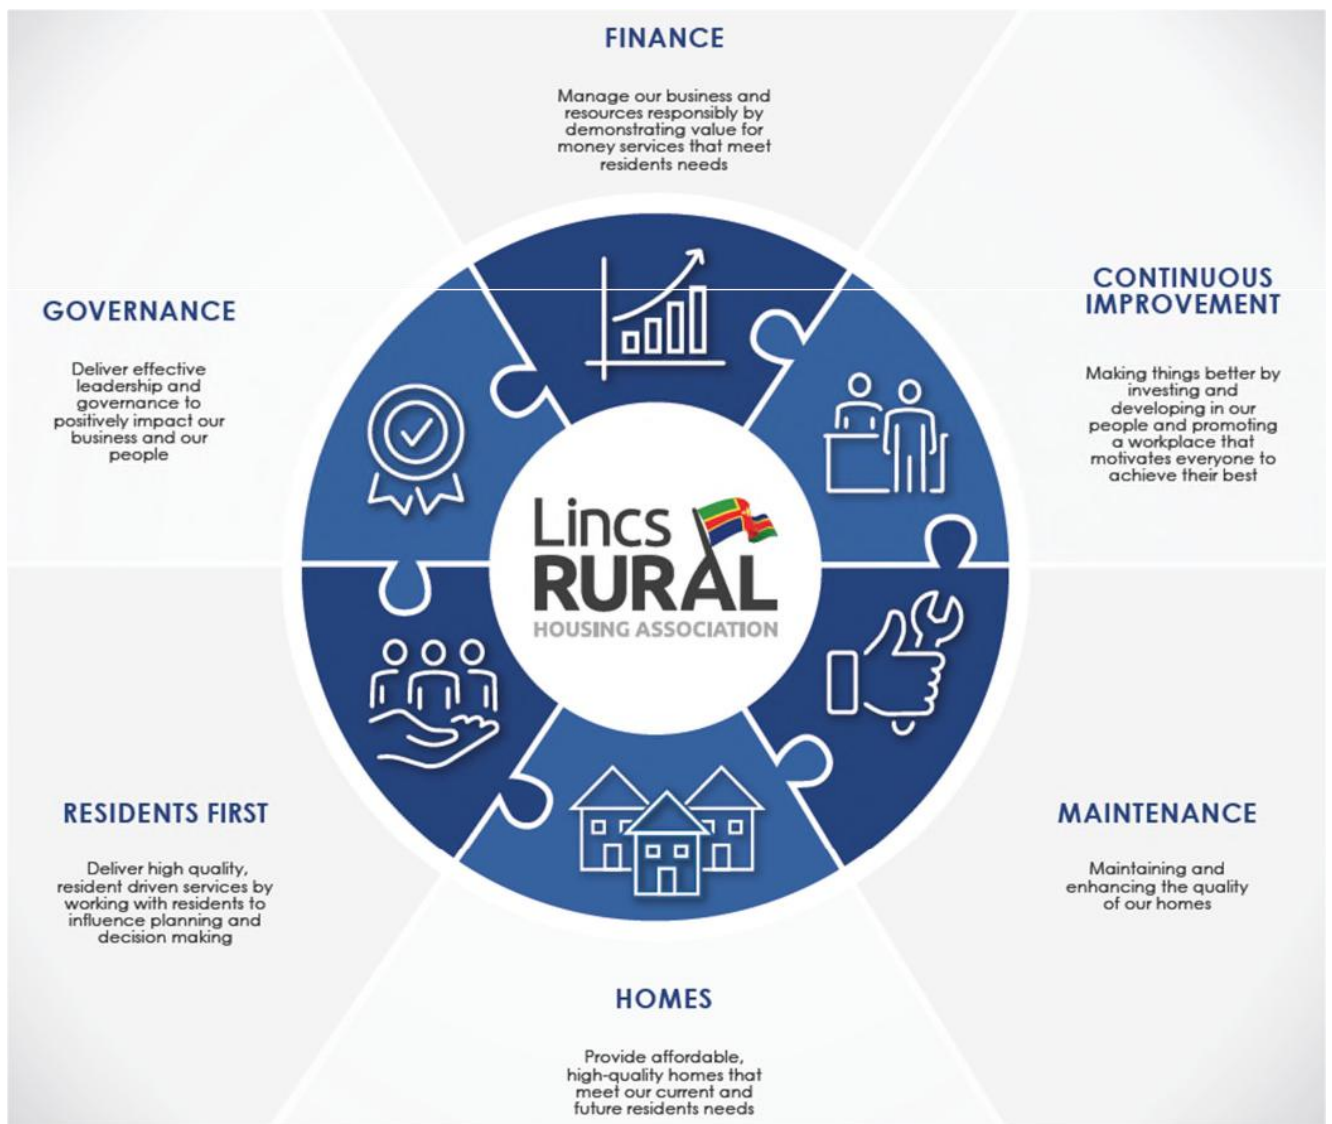 FINANCE
Manage our business and
resources responsibly by
demonstrating value for
money services that meet
residents needs
CONTINUOUS
IMPROVEMENT
Making things better by
investing and
developing in our
people and promoting
a workplace that
motivates everyone to
achieve their best
MAINTENANCE
Maintaining and
enhancing the quality
of our homes
HOMES
Provide affordable,
high-quality homes that
meet our current and
future residents needs
RESIDENTS FIRST
Deliver high quality,
resident driven services by
working with residents to
influence planning and
decision making
GOVERNANCE
Deliver effective
leadership and
governance to
positively impact our
business and our
people
Lincs
RURAL
HOUSING ASSOCIATION